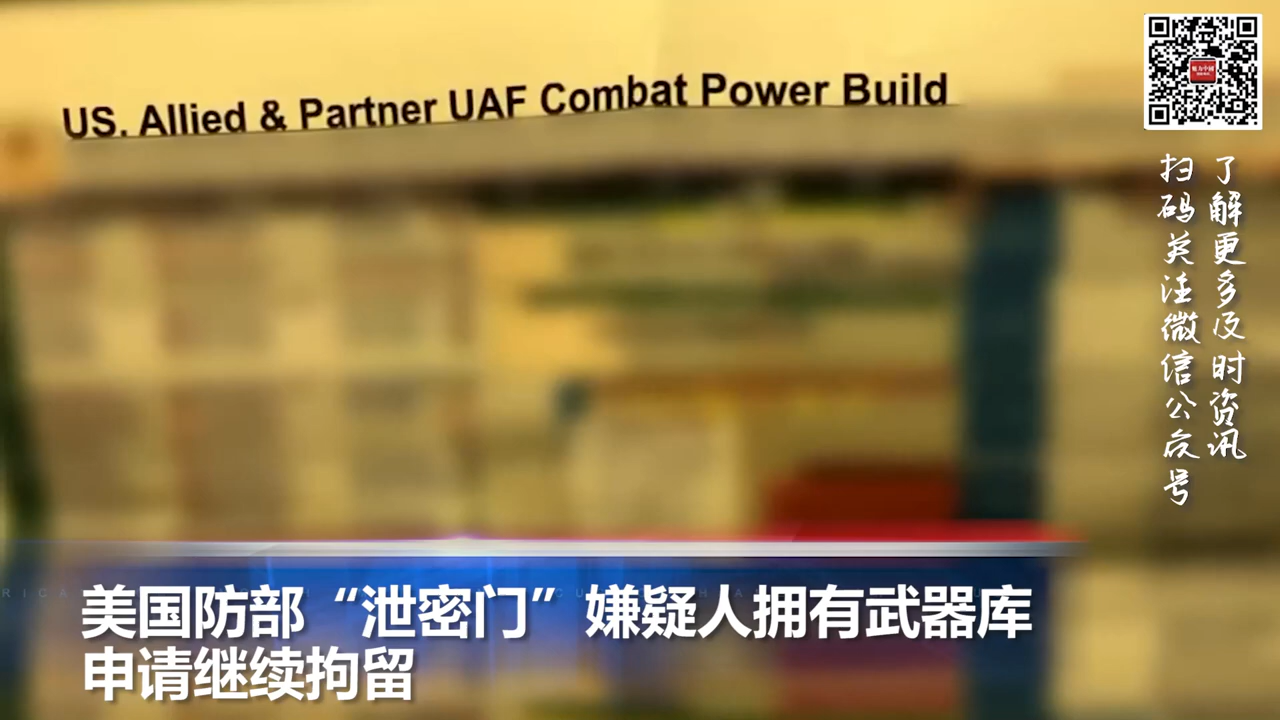 US, Allied & Partner UAF Combat Power Build
了解更多及时资讯
扫码关注微信公众号
美国防部“泄密门”嫌疑人拥有武器库
申请继续拘留